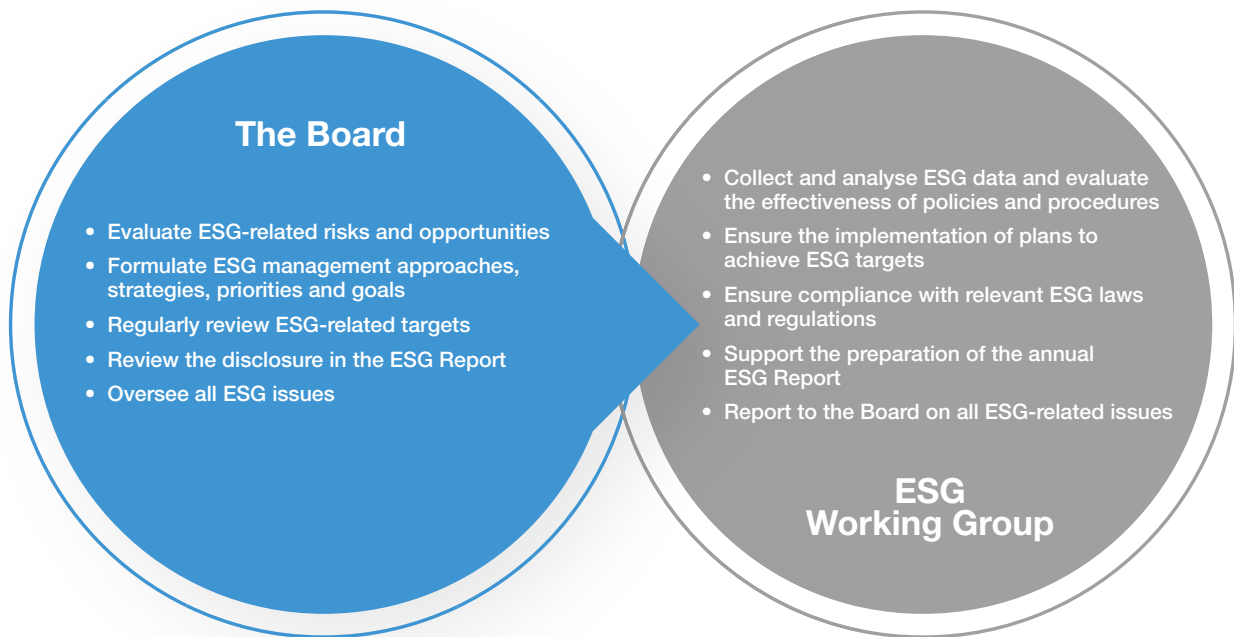 The Board
• Evaluate ESG-related risks and opportunities
• Formulate ESG management approaches,
strategies, priorities and goals
• Regularly review ESG-related targets
• Review the disclosure in the ESG Report
• Oversee all ESG issues
• Collect and analyse ESG data and evaluate
the effectiveness of policies and procedures
• Ensure the implementation of plans to
achieve ESG targets
• Ensure compliance with relevant ESG laws
and regulations
• Support the preparation of the annual
ESG Report
• Report to the Board on all ESG-related issues
ESG
Working Group